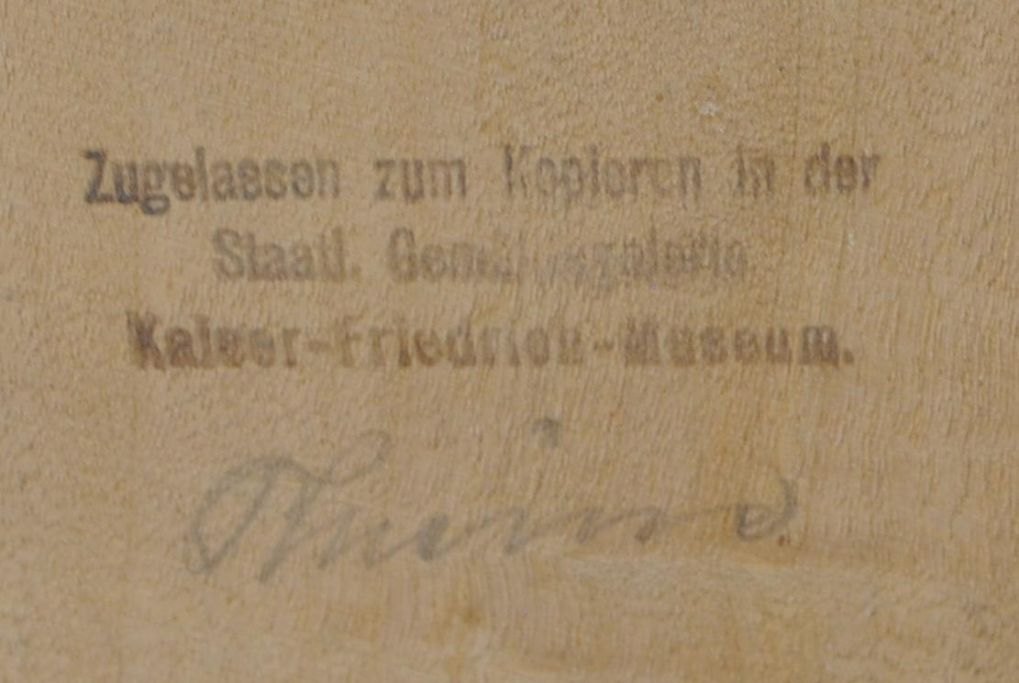 Zugelassen zum Kopieren in der
Staatl. Gemäldegalerie
Kaiser-Friedrich-Museum.